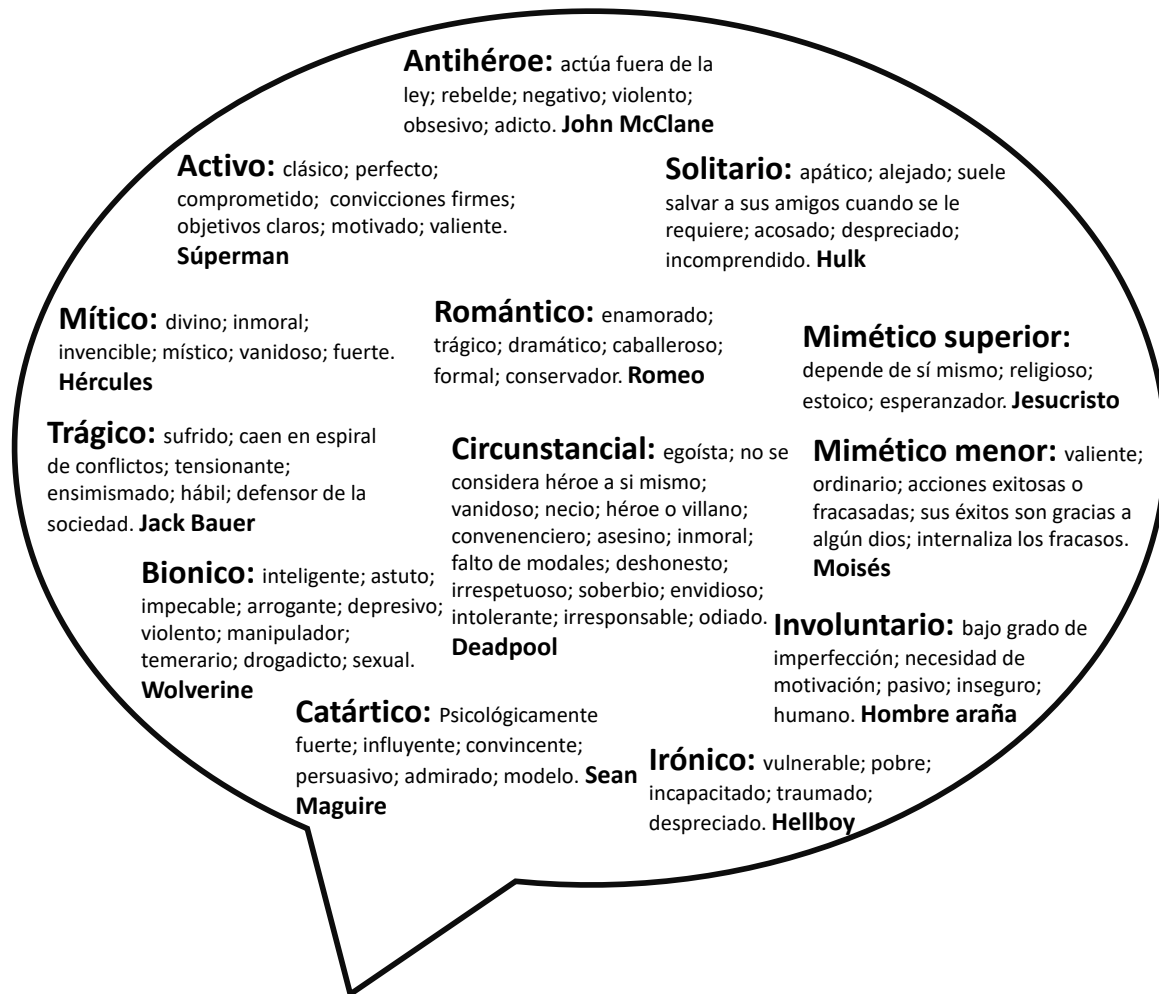 Antihéroe: actúa fuera de la
ley; rebelde; negativo; violento;
obsesivo; adicto. John McClane
Activo: clásico; perfecto;
comprometido; convicciones firmes;
objetivos claros; motivado; valiente.
Súperman
Solitario: apático; alejado; suele
salvar a sus amigos cuando se le
requiere; acosado; despreciado;
incomprendido. Hulk
Mítico: divino; inmoral;
invencible; místico; vanidoso; fuerte.
Hércules
Romántico: enamorado;
trágico; dramático; caballeroso;
formal; conservador. Romeo
Mimético superior:
depende de sí mismo; religioso;
estoico; esperanzador. Jesucristo
Trágico: sufrido; caen en espiral
de conflictos; tensionante;
ensimismado; hábil; defensor de la
sociedad. Jack Bauer
Circunstancial: egoísta; no se
considera héroe a si mismo;
vanidoso; necio; héroe o villano;
convenenciero; asesino; inmoral;
falto de modales; deshonesto;
irrespetuoso; soberbio; envidioso;
intolerante; irresponsable; odiado.
Deadpool
Mimético menor: valiente;
ordinario; acciones exitosas o
fracasadas; sus éxitos son gracias a
algún dios; internaliza los fracasos.
Moisés
Bionico: inteligente; astuto;
impecable; arrogante; depresivo;
violento; manipulador;
temerario; drogadicto; sexual.
Wolverine
Involuntario: bajo grado de
imperfección; necesidad de
motivación; pasivo; inseguro;
humano. Hombre araña
Catártico: Psicológicamente
fuerte; influyente; convincente;
persuasivo; admirado; modelo. Sean
Maguire
Irónico: vulnerable; pobre;
incapacitado; traumado;
despreciado. Hellboy